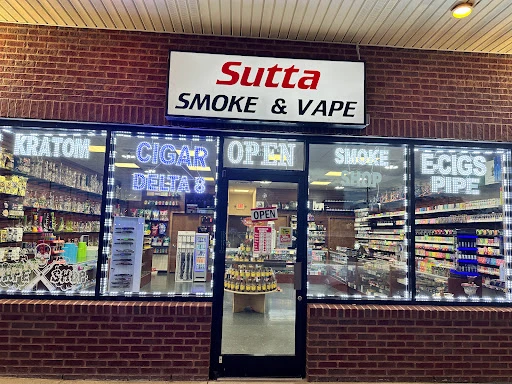 Sutta
SMOKE & VAPE
KRATOM
CIGAR
DELTA 8
OPEN
SMOKE
SHOP
E-CIGS
PIPE
OPEN